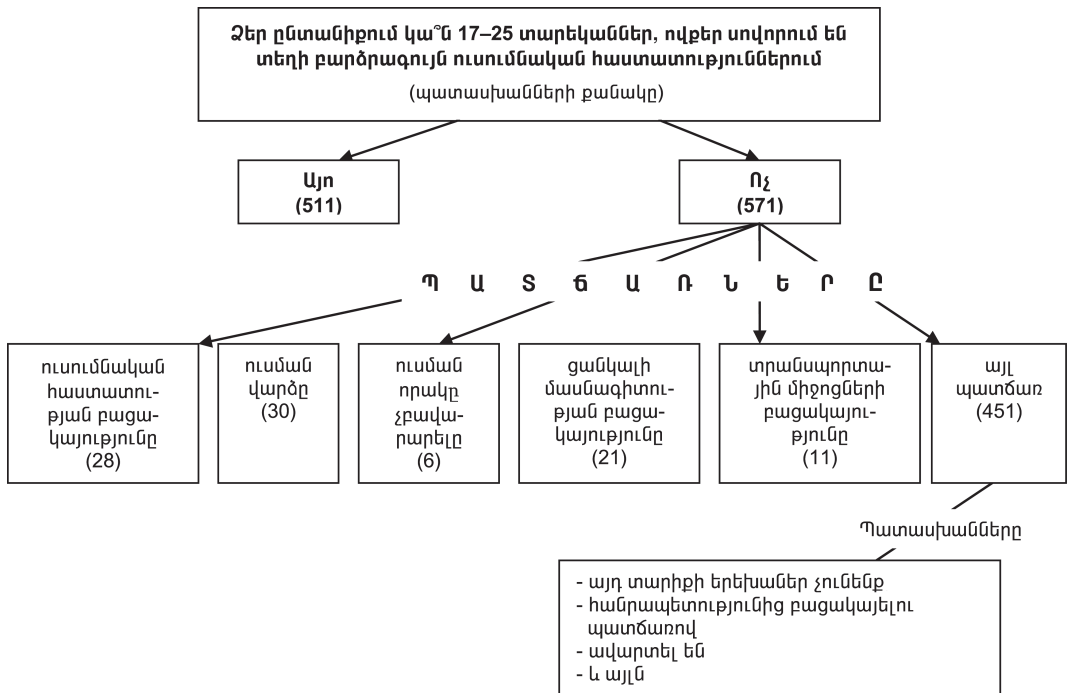 Ձեր ընտանիքում կա՞ն 17–25 տարեկաններ, ովքեր սովորում են
տեղի բարձրագույն ուսումնական հաստատություններում
(պատասխանների քանակը)
Այո
(511)
Ոչ
(571)
Պ Ա Տ Ճ Ա Ռ Ն Ե Ր Ը
ուսումնական
հաստատու-
թյան բացա-
կայությունը
(28)
ուսման
վարձը
(30)
ուսման
որակը
չբավա-
րարելը
(6)
ցանկալի
մասնագիտու-
թյան բացա-
կայությունը
(21)
տրանսպորտա-
յին միջոցների
բացակայու-
թյունը
(11)
այլ
պատճառ
(451)
Պատասխանները
- այդ տարիքի երեխաներ չունենք
- հանրապետությունից բացակայելու
պատճառով
- ավարտել են
- և այլն